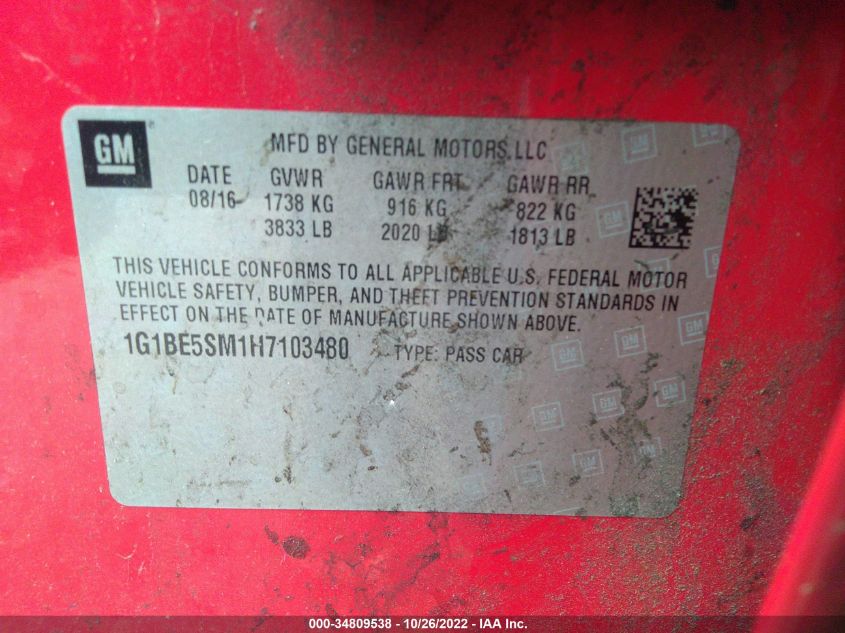 GM
MFD BY GENERAL MOTORS LLC
DATE GVWR GAWR FRT GAWR RR
08/16 1738 KG 916 KG 822 KG
3833 LB 2020 LB 1813 LB
THIS VEHICLE CONFORMS TO ALL APPLICABLE U.S. FEDERAL MOTOR
VEHICLE SAFETY, BUMPER, AND THEFT PREVENTION STANDARDS IN
EFFECT ON THE DATE OF MANUFACTURE SHOWN ABOVE.
1G1BE5SM1H7103480 TYPE: PASS CAR
000-34809538 - 10/26/2022 - IAA Inc.